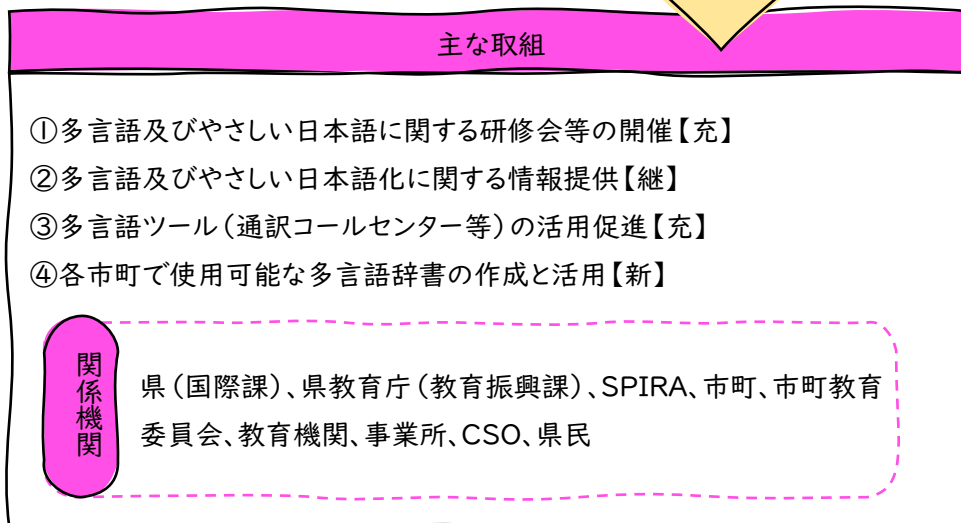 主な取組
①多言語及びやさしい日本語に関する研修会等の開催【充】
②多言語及びやさしい日本語化に関する情報提供【継】
③多言語ツール（通訳コールセンター等）の活用促進【充】
④各市町で使用可能な多言語辞書の作成と活用【新】
関係機関
県（国際課）、県教育庁（教育振興課）、SPIRA、市町、市町教育
委員会、教育機関、事業所、CSO、県民